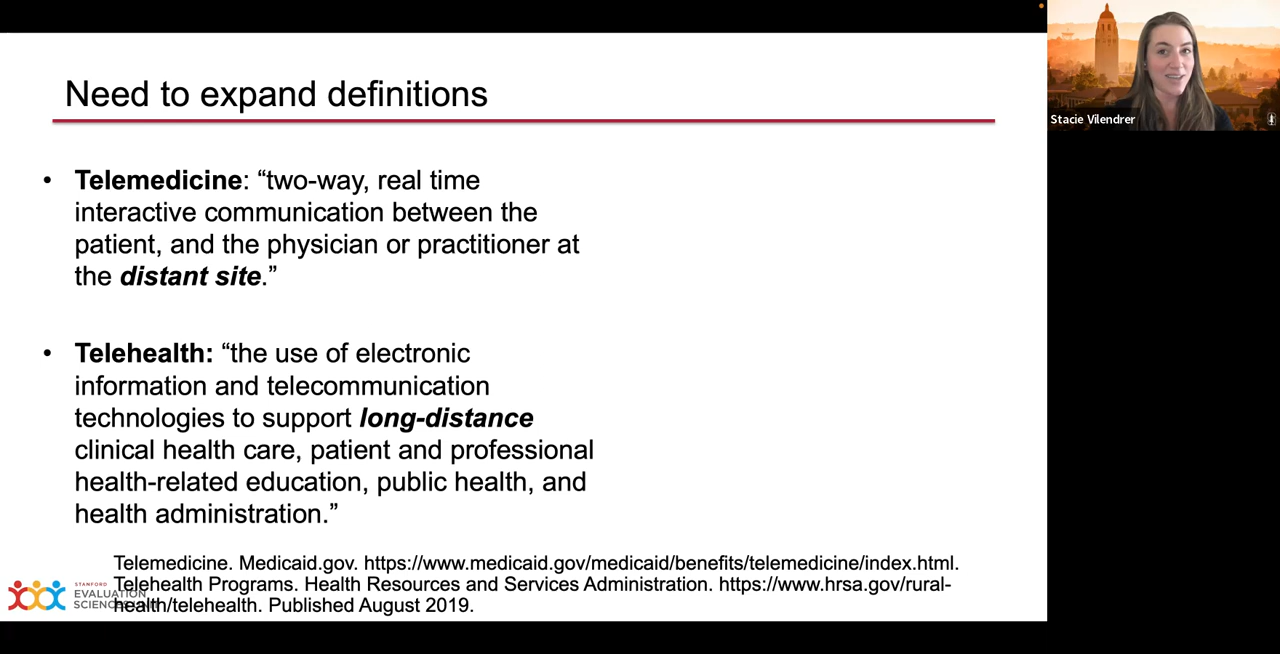 Need to expand definitions
• Telemedicine: “two-way, real time
interactive communication between the
patient, and the physician or practitioner at
the distant site.”
• Telehealth: “the use of electronic
information and telecommunication
technologies to support long-distance
clinical health care, patient and professional
health-related education, public health, and
health administration.”
Telemedicine. Medicaid.gov. https://www.medicaid.gov/medicaid/benefits/telemedicine/index.html.
Telehealth Programs. Health Resources and Services Administration. https://www.hrsa.gov/rural-
health/telehealth. Published August 2019.
STANFORD
EVALUATION
SCIENCES
Stacie Vilendrer